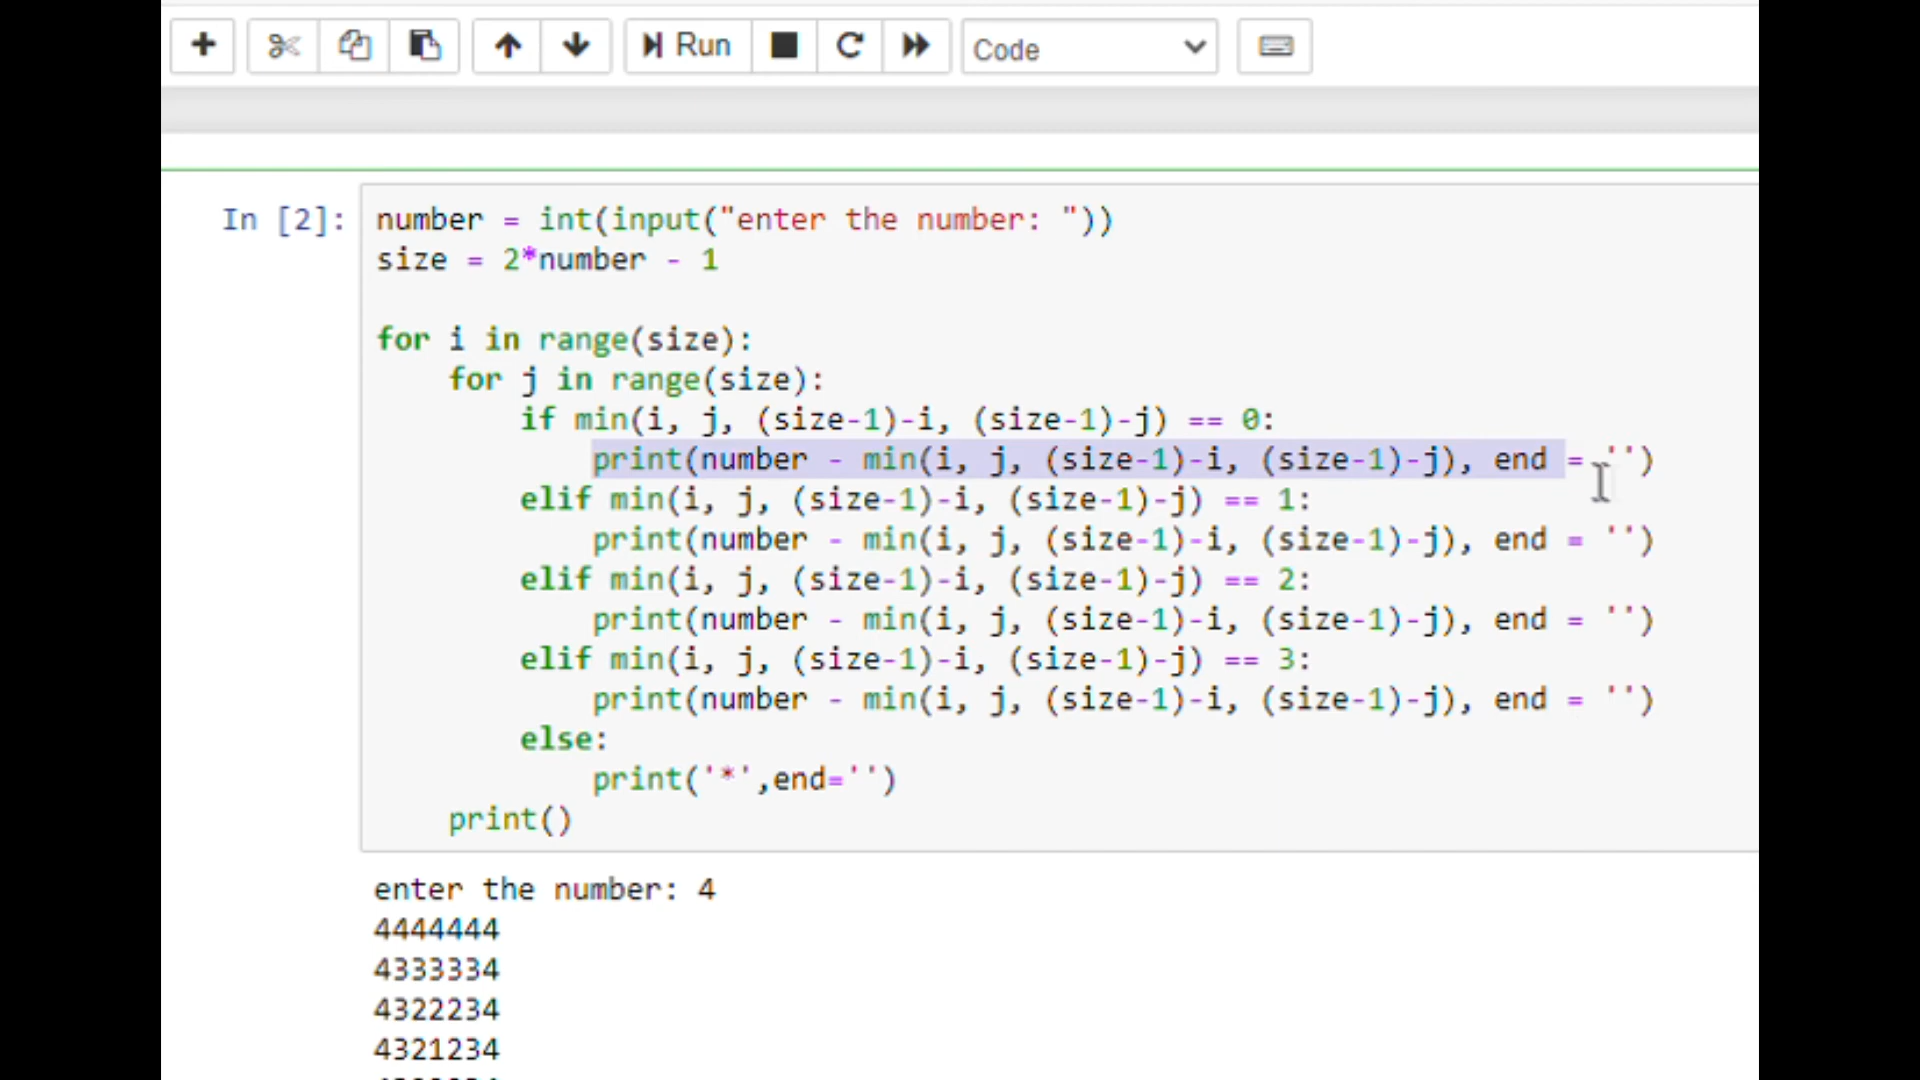 Run Code
In [2]: number = int(input("enter the number: "))
size = 2*number - 1
for i in range(size):
for j in range(size):
if min(i, j, (size-1)-i, (size-1)-j) == 0:
print(number - min(i, j, (size-1)-i, (size-1)-j), end = '')
elif min(i, j, (size-1)-i, (size-1)-j) == 1:
print(number - min(i, j, (size-1)-i, (size-1)-j), end = '')
elif min(i, j, (size-1)-i, (size-1)-j) == 2:
print(number - min(i, j, (size-1)-i, (size-1)-j), end = '')
elif min(i, j, (size-1)-i, (size-1)-j) == 3:
print(number - min(i, j, (size-1)-i, (size-1)-j), end = '')
else:
print('*',end='')
print()
enter the number: 4
4444444
4333334
4322234
4321234